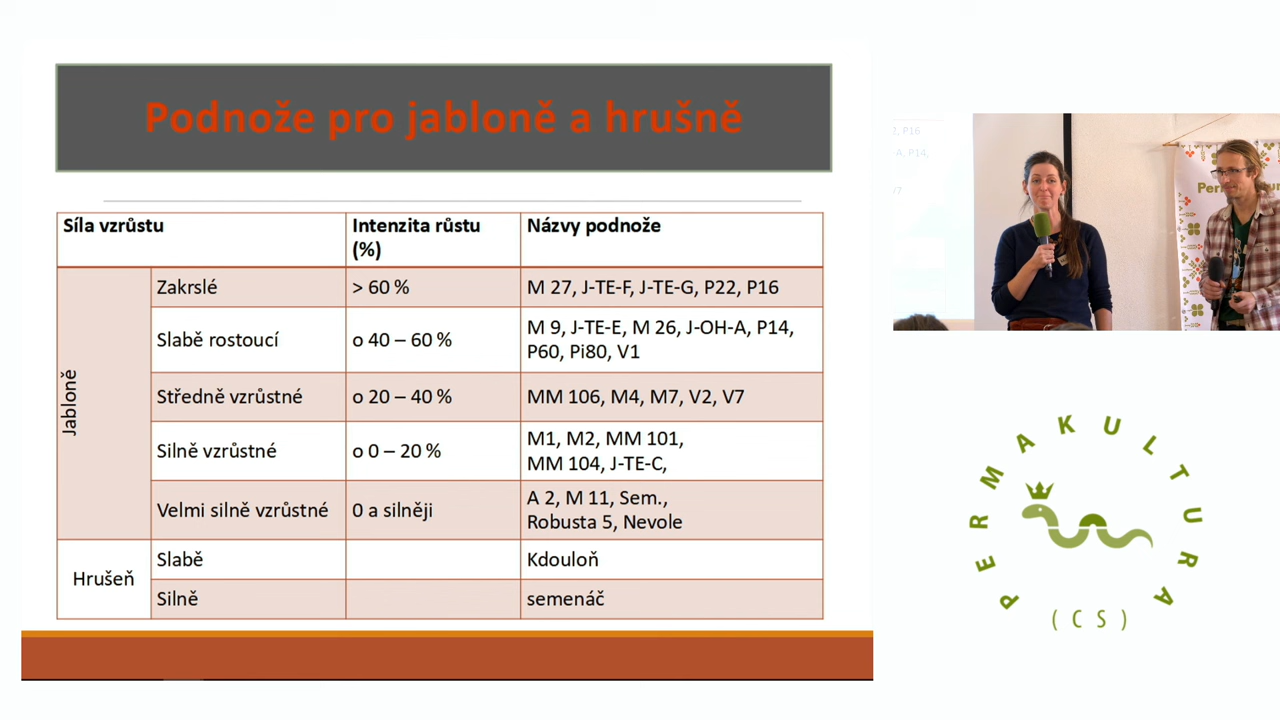 Podnože pro jabloně a hrušně
Síla vzrůstu
Intenzita růstu
(%)
Názvy podnože
Jabloně
Zakrslé
> 60 %
M 27, J-TE-F, J-TE-G, P22, P16
Slabě rostoucí
o 40 – 60 %
M 9, J-TE-E, M 26, J-OH-A, P14,
P60, Pi80, V1
Středně vzrůstné
o 20 – 40 %
MM 106, M4, M7, V2, V7
Silně vzrůstné
o 0 – 20 %
M1, M2, MM 101,
MM 104, J-TE-C,
Velmi silně vzrůstné
0 a silněji
A 2, M 11, Sem.,
Robusta 5, Nevole
Hrušeň
Slabě
Kdouloň
Silně
semenáč
P16
P14,
PERMAKULTURA
(CS)